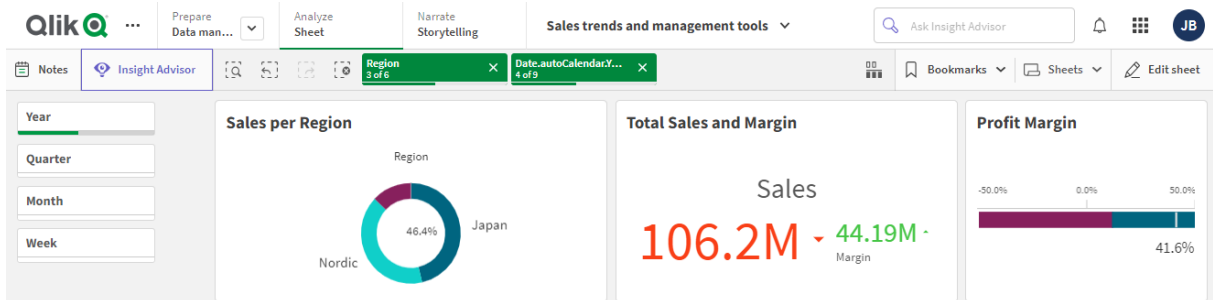 Qlik
...
Prepare
Data man...
Analyze
Sheet
Narrate
Storytelling
Sales trends and management tools
Ask Insight Advisor
JB
Notes
Insight Advisor
Region
3 of 6
Date.autoCalendar.Y...
4 of 9
Bookmarks
Sheets
Edit sheet
Year
Quarter
Month
Week
Sales per Region
Region
46.4%
Japan
Nordic
Total Sales and Margin
Sales
106.2M
44.19M
Margin
Profit Margin
-50.0% 0.0% 50.0%
41.6%